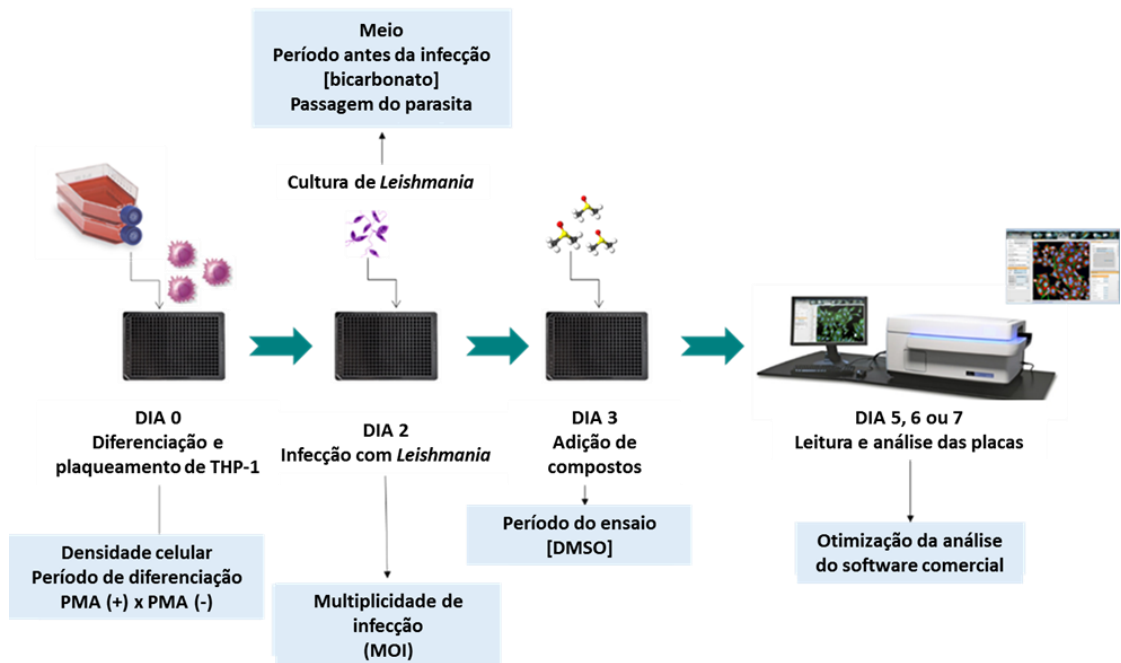 Meio
Período antes da infecção
[bicarbonato]
Passagem do parasita
Cultura de Leishmania
DIA 0
Diferenciação e
plaqueamento de THP-1
DIA 2
Infecção com Leishmania
DIA 3
Adição de
compostos
DIA 5, 6 ou 7
Leitura e análise das placas
Densidade celular
Período de diferenciação
PMA (+) x PMA (-)
Multiplicidade de
infecção
(MOI)
Período do ensaio
[DMSO]
Otimização da análise
do software comercial